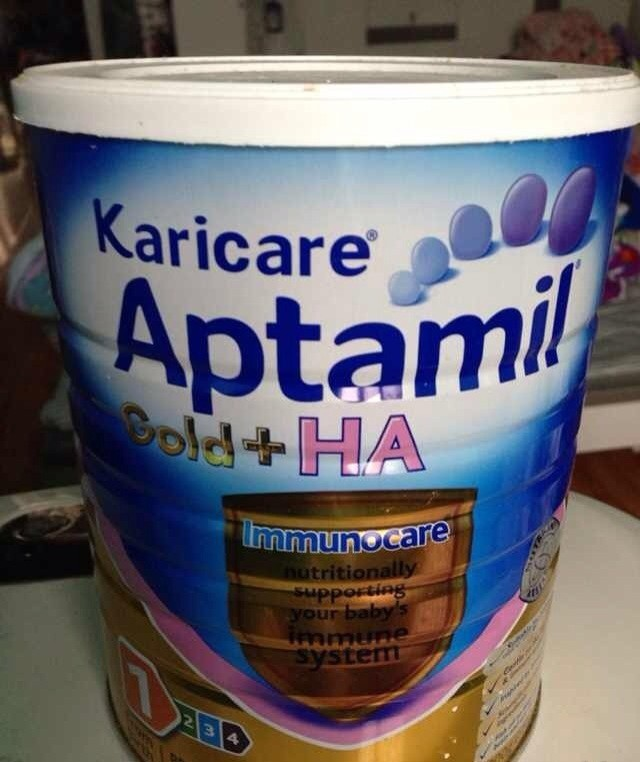 Karicare®
Aptamil®
Gold+ HA
Immunocare
nutritionally
supporting
your baby's
immune
system
1
2 3 4